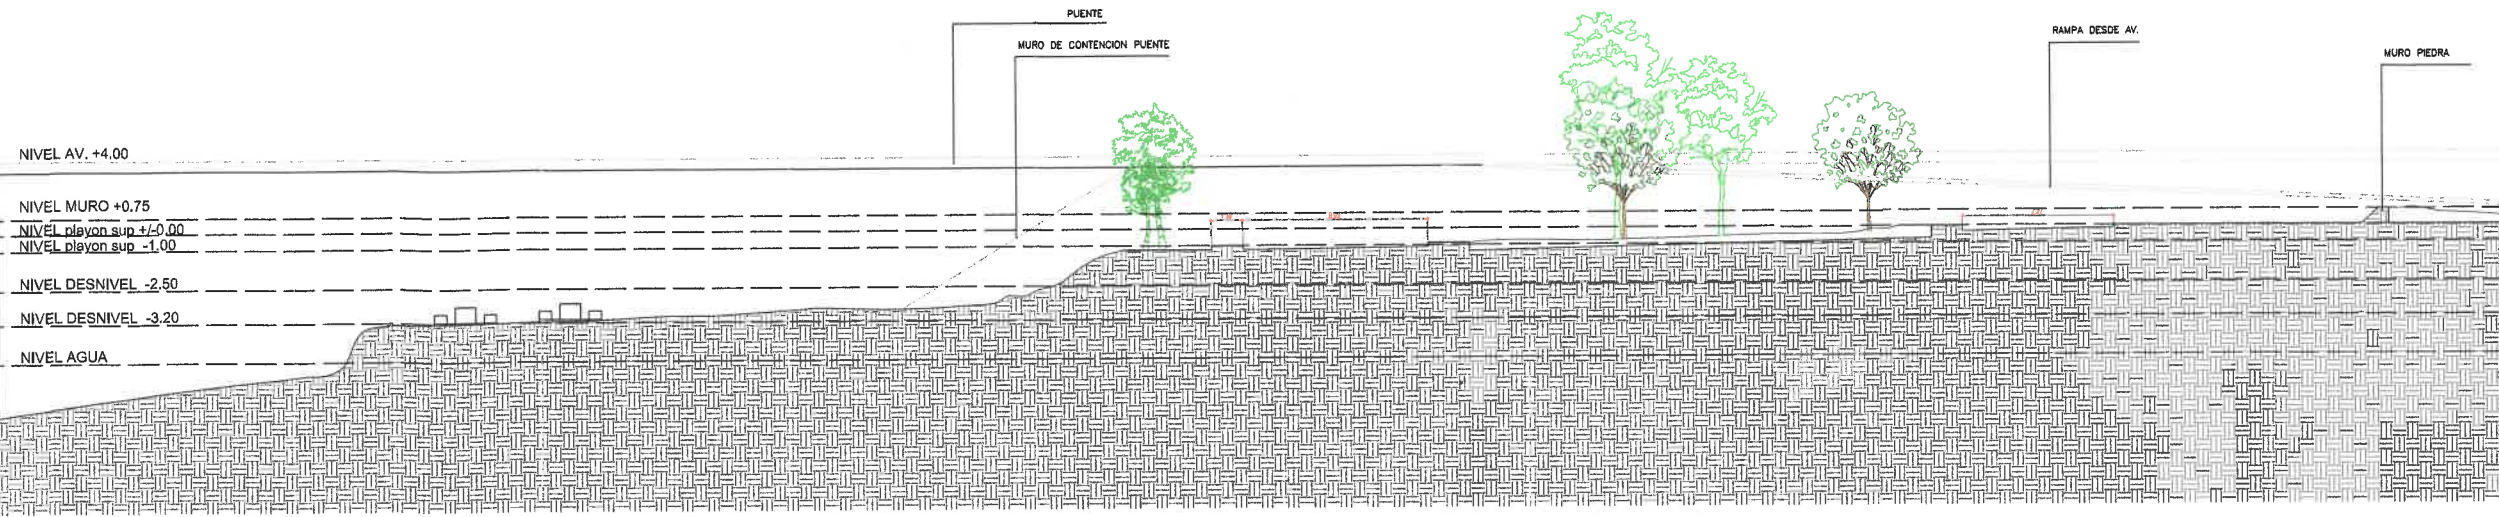 PUENTE
MURO DE CONTENCION PUENTE
RAMPA DESDE AV.
MURO PIEDRA
NIVEL AV. +4.00
NIVEL MURO +0.75
NIVEL playon sup +/-0.00
NIVEL playon sup -1.00
NIVEL DESNIVEL -2.50
NIVEL DESNIVEL -3.20
NIVEL AGUA